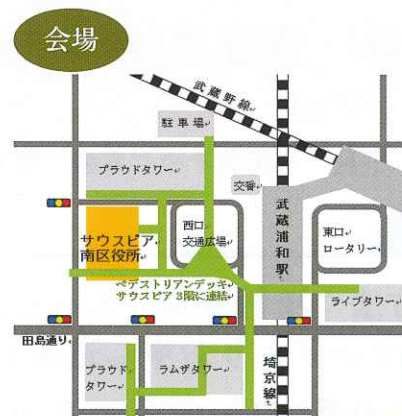 会場
武蔵野線
駐車場
プラウドタワー
交番
西口
交通広場
武蔵浦和駅
東口
ロータリー
サウスピア
南区役所
ペデストリアンデッキ
サウスピア 3階に連結
ライブタワー
田島通り
プラウド
タワー
ラムザタワー
埼京線